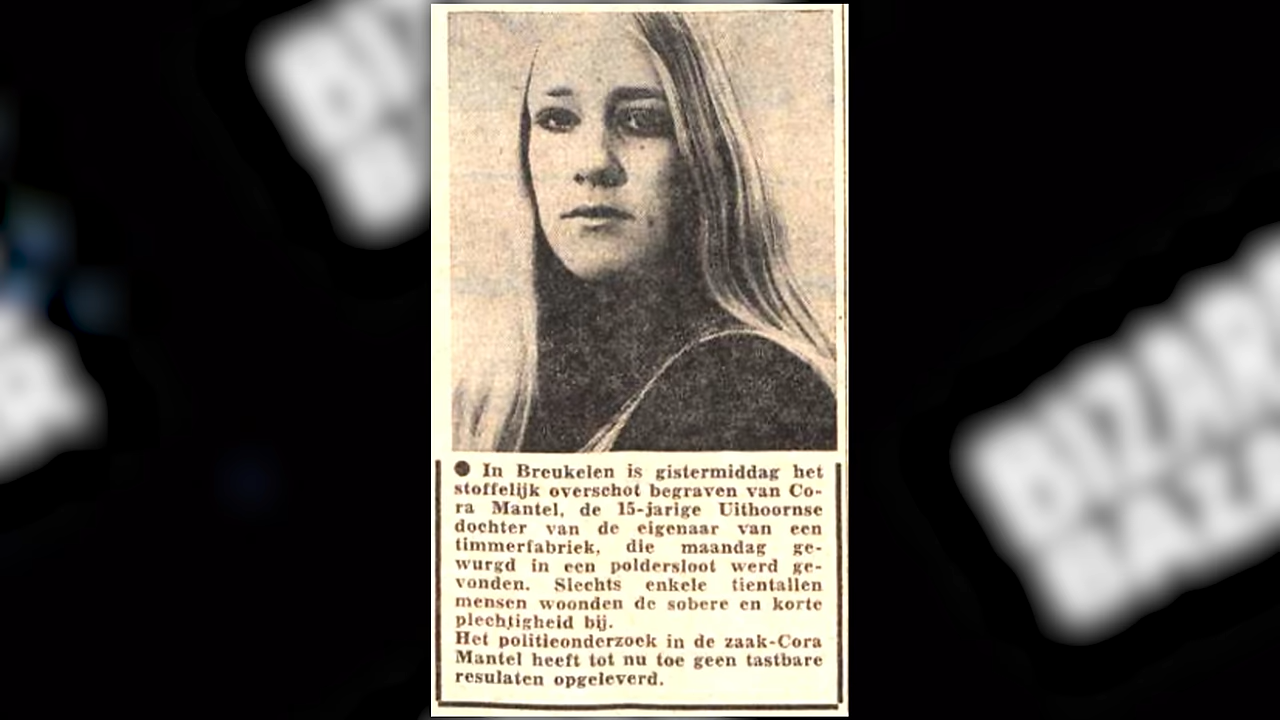 ● In Breukelen is gistermiddag het
stoffelijk overschot begraven van Co-
ra Mantel, de 15-jarige Uithoornse
dochter van de eigenaar van een
timmerfabriek, die maandag ge-
wurgd in een poldersloot werd ge-
vonden. Slechts enkele tientallen
mensen woonden de sobere en korte
plechtigheid bij.
Het politieonderzoek in de zaak-Cora
Mantel heeft tot nu toe geen tastbare
resulaten opgeleverd.